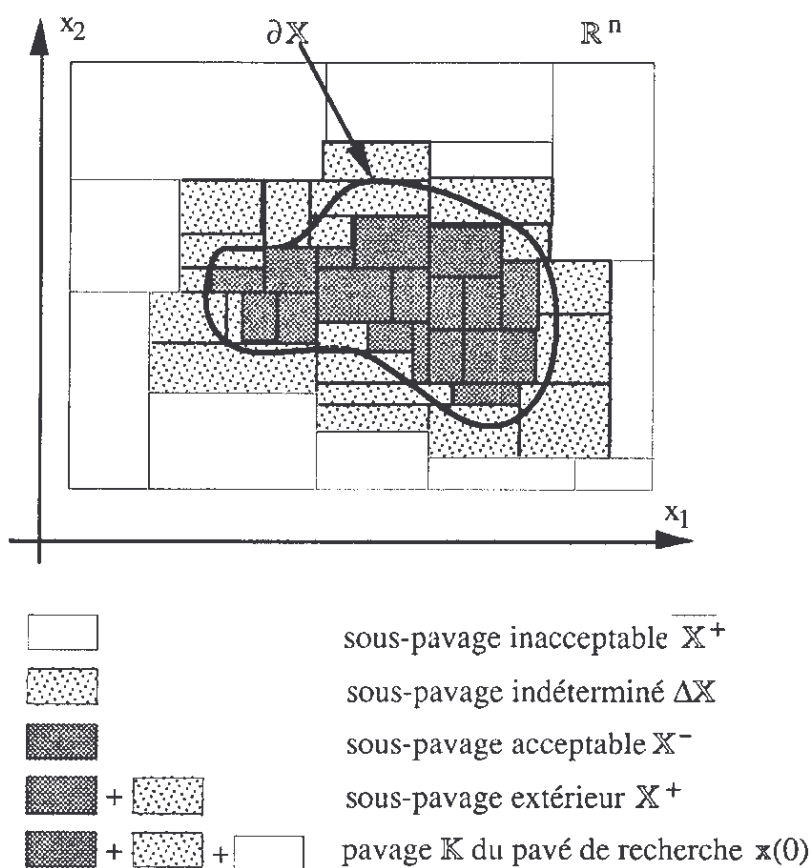 x₂ ∂𝕏 ℝⁿ
x₁
sous-pavage inacceptable \overline{𝕏⁺}
sous-pavage indéterminé Δ𝕏
sous-pavage acceptable 𝕏⁻
+ sous-pavage extérieur 𝕏⁺
+ + pavage 𝕂 du pavé de recherche 𝐱(0)